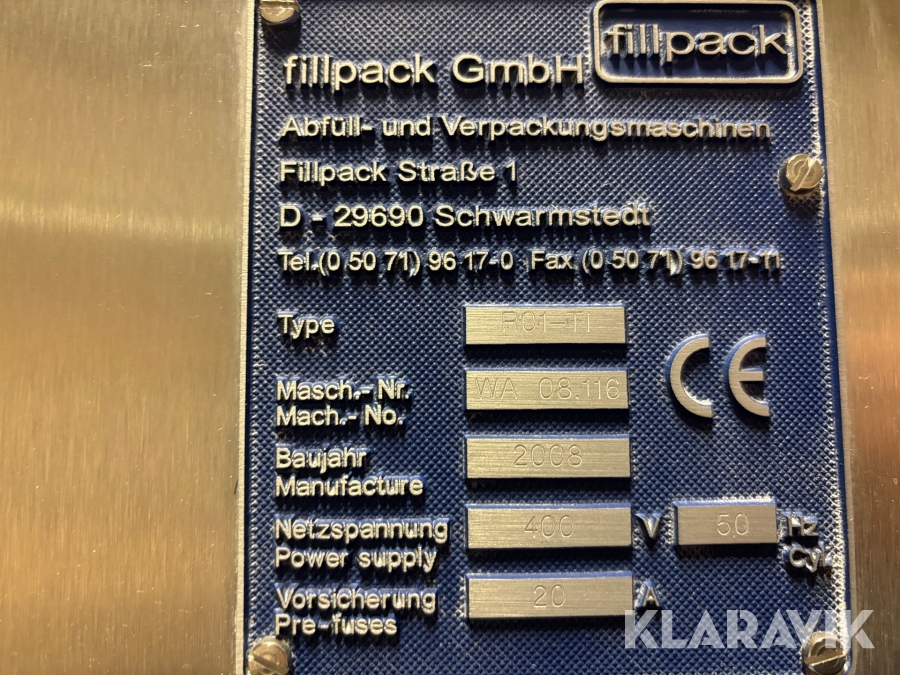 fillpack GmbH
fillpack
Abfüll- und Verpackungsmaschinen
Fillpack Straße 1
D - 29690 Schwarmstedt
Tel.(0 50 71) 96 17-0 Fax (0 50 71) 96 17-11
Type R01-TI
Masch.- Nr.
Mach.- No. WA 08.116
Baujahr
Manufacture 2008
Netzspannung
Power supply 400 V 50 Hz
Cy.
Vorsicherung
Pre-fuses 20 A
KLARAVIK